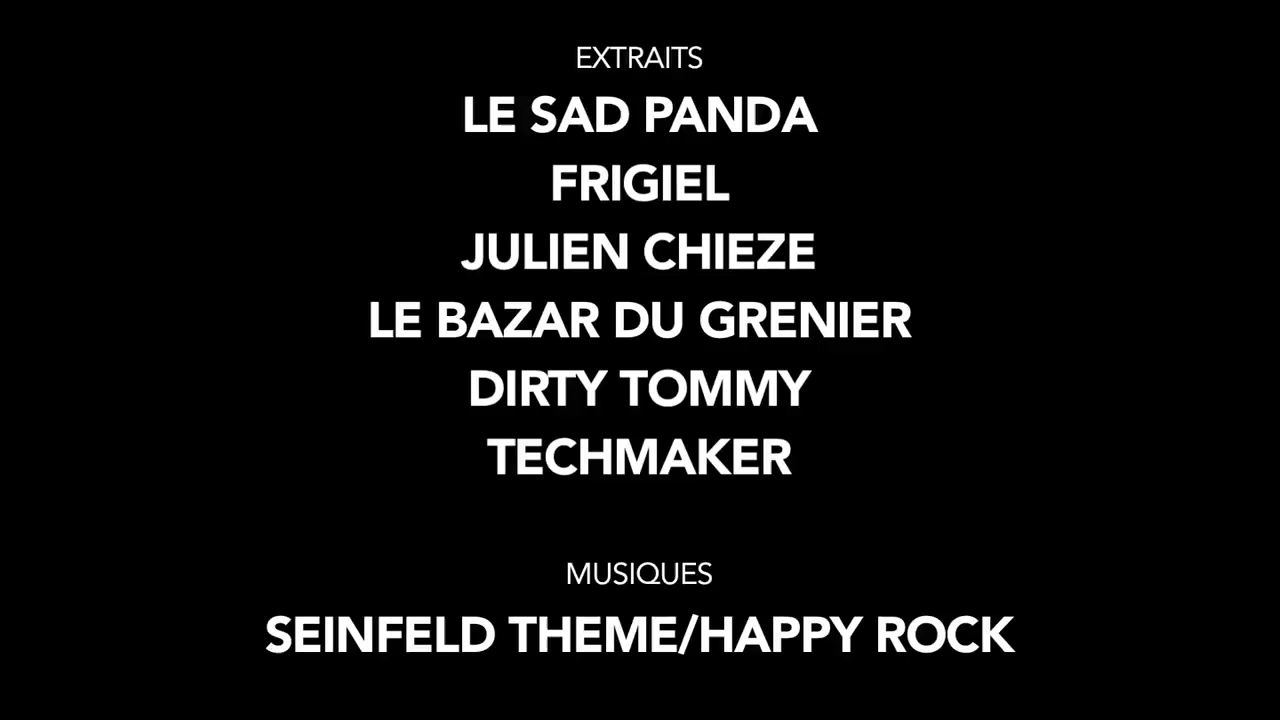 EXTRAITS
LE SAD PANDA
FRIGIEL
JULIEN CHIEZE
LE BAZAR DU GRENIER
DIRTY TOMMY
TECHMAKER
MUSIQUES
SEINFELD THEME/HAPPY ROCK